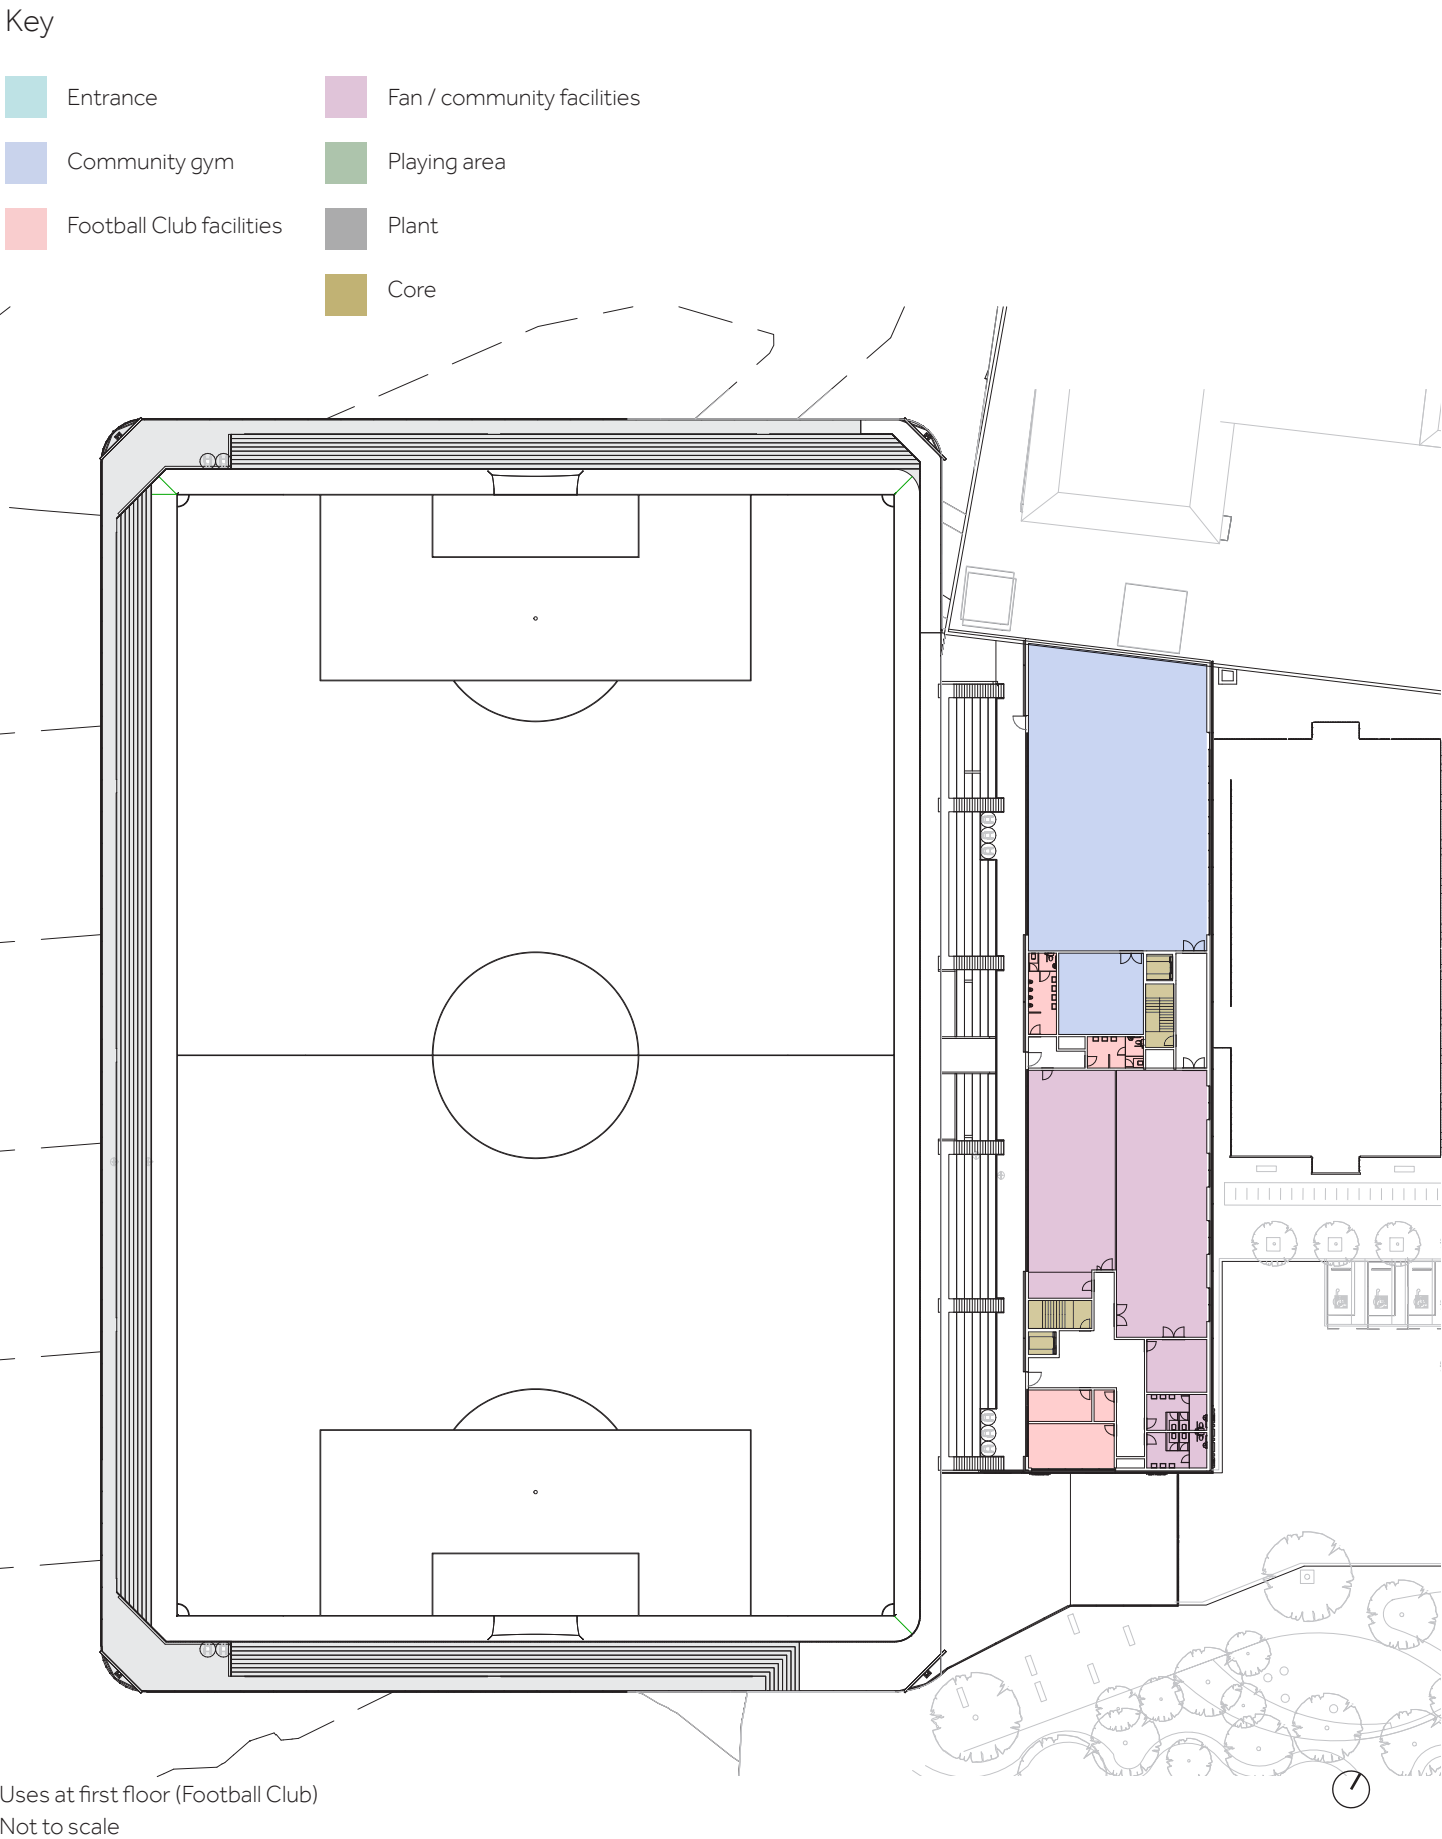 Key
Entrance
Community gym
Football Club facilities
Fan / community facilities
Playing area
Plant
Core
Uses at first floor (Football Club)
Not to scale